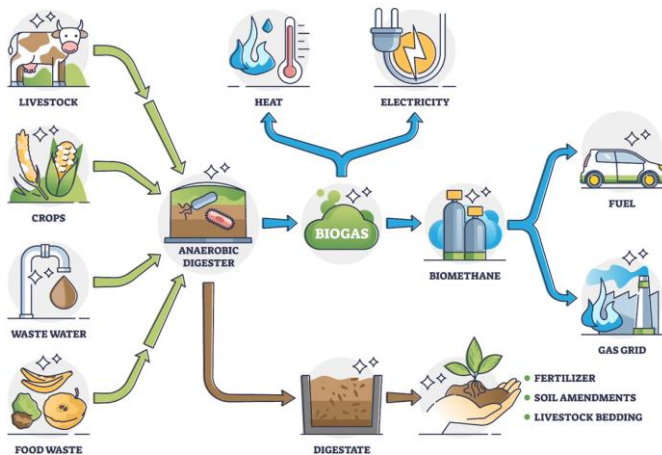 LIVESTOCK
HEAT
ELECTRICITY
CROPS
ANAEROBIC
DIGESTER
BIOGAS
BIOMETHANE
FUEL
WASTE WATER
GAS GRID
FOOD WASTE
DIGESTATE
FERTILIZER
SOIL AMENDMENTS
LIVESTOCK BEDDING